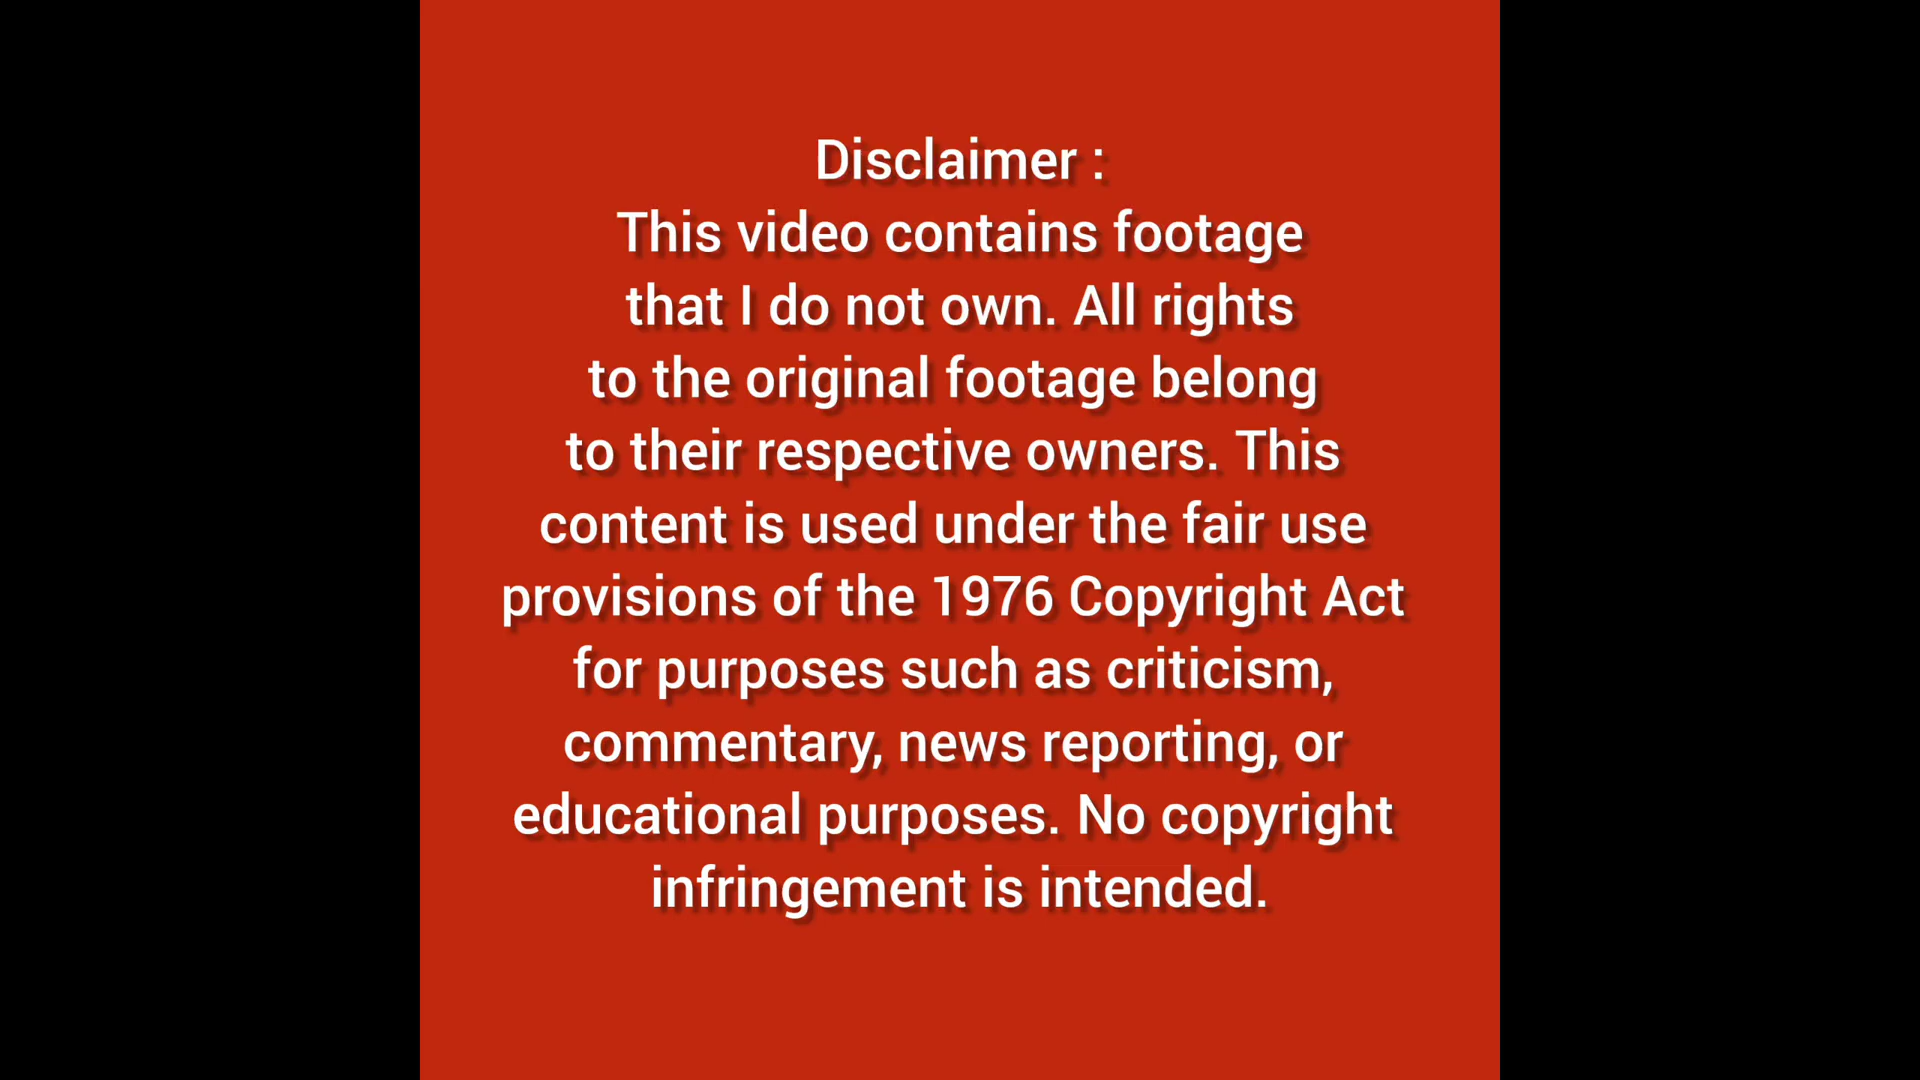 Disclaimer :
This video contains footage
that I do not own. All rights
to the original footage belong
to their respective owners. This
content is used under the fair use
provisions of the 1976 Copyright Act
for purposes such as criticism,
commentary, news reporting, or
educational purposes. No copyright
infringement is intended.